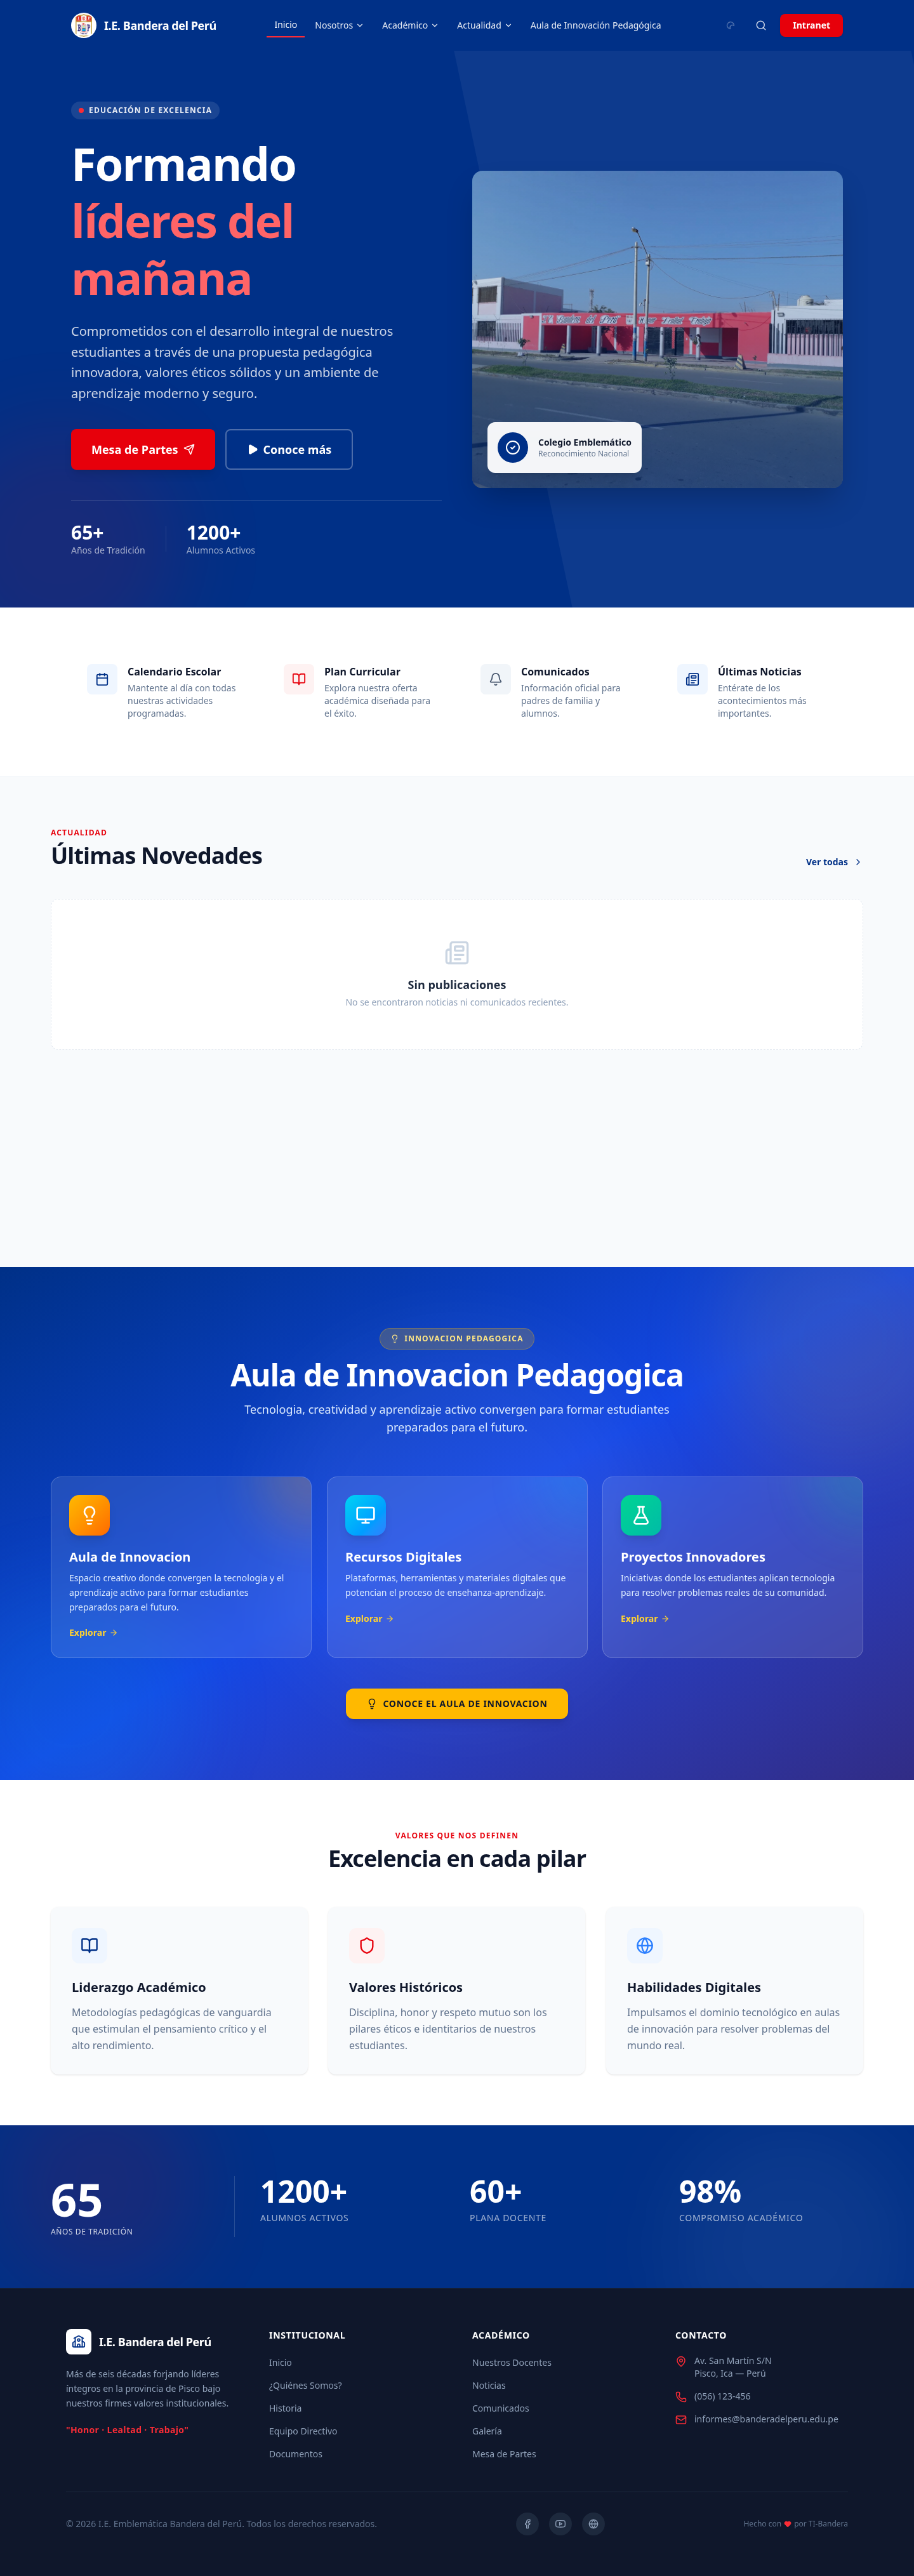 I.E. Bandera del Perú
Inicio
Nosotros
Académico
Actualidad
Aula de Innovación Pedagógica
Intranet
EDUCACIÓN DE EXCELENCIA
Formando
líderes del
mañana
Comprometidos con el desarrollo integral de nuestros
estudiantes a través de una propuesta pedagógica
innovadora, valores éticos sólidos y un ambiente de
aprendizaje moderno y seguro.
Mesa de Partes
Conoce más
65+
Años de Tradición
1200+
Alumnos Activos
Colegio Emblemático
Reconocimiento Nacional
Calendario Escolar
Mantente al día con todas
nuestras actividades
programadas.
Plan Curricular
Explora nuestra oferta
académica diseñada para
el éxito.
Comunicados
Información oficial para
padres de familia y
alumnos.
Últimas Noticias
Entérate de los
acontecimientos más
importantes.
ACTUALIDAD
Últimas Novedades
Ver todas
Sin publicaciones
No se encontraron noticias ni comunicados recientes.
INNOVACION PEDAGOGICA
Aula de Innovacion Pedagogica
Tecnologia, creatividad y aprendizaje activo convergen para formar estudiantes
preparados para el futuro.
Aula de Innovacion
Espacio creativo donde convergen la tecnologia y el
aprendizaje activo para formar estudiantes
preparados para el futuro.
Explorar
Recursos Digitales
Plataformas, herramientas y materiales digitales que
potencian el proceso de ensehanza-aprendizaje.
Explorar
Proyectos Innovadores
Iniciativas donde los estudiantes aplican tecnologia
para resolver problemas reales de su comunidad.
Explorar
CONOCE EL AULA DE INNOVACION
VALORES QUE NOS DEFINEN
Excelencia en cada pilar
Liderazgo Académico
Metodologías pedagógicas de vanguardia
que estimulan el pensamiento crítico y el
alto rendimiento.
Valores Históricos
Disciplina, honor y respeto mutuo son los
pilares éticos e identitarios de nuestros
estudiantes.
Habilidades Digitales
Impulsamos el dominio tecnológico en aulas
de innovación para resolver problemas del
mundo real.
65
AÑOS DE TRADICIÓN
1200+
ALUMNOS ACTIVOS
60+
PLANA DOCENTE
98%
COMPROMISO ACADÉMICO
I.E. Bandera del Perú
Más de seis décadas forjando líderes
íntegros en la provincia de Pisco bajo
nuestros firmes valores institucionales.
"Honor · Lealtad · Trabajo"
INSTITUCIONAL
Inicio
¿Quiénes Somos?
Historia
Equipo Directivo
Documentos
ACADÉMICO
Nuestros Docentes
Noticias
Comunicados
Galería
Mesa de Partes
CONTACTO
Av. San Martín S/N
Pisco, Ica — Perú
(056) 123-456
informes@banderadelperu.edu.pe
© 2026 I.E. Emblemática Bandera del Perú. Todos los derechos reservados.
Hecho con por TI-Bandera